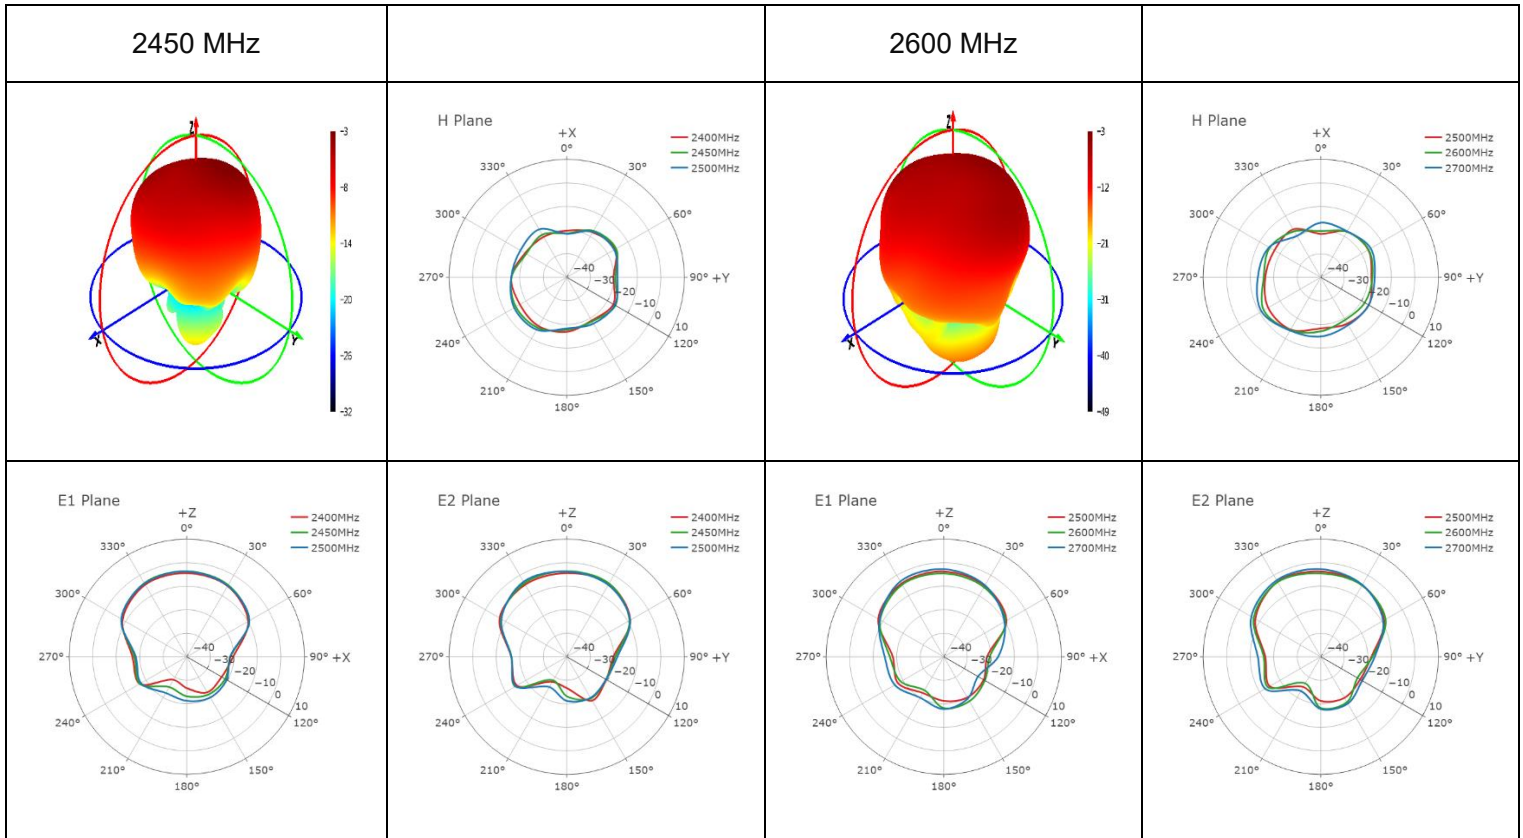 2450 MHz
2600 MHz
Z
X
Y
-3
-8
-14
-20
-26
-32
H Plane
+X
0°
2400MHz
2450MHz
2500MHz
330°
30°
300°
60°
270°
90° +Y
−40
−30
−20
−10
0
10
240°
120°
210°
150°
180°
Z
X
Y
-3
-12
-21
-31
-40
-49
H Plane
+X
0°
2500MHz
2600MHz
2700MHz
330°
30°
300°
60°
270°
90° +Y
−40
−30
−20
−10
0
10
240°
120°
210°
150°
180°
E1 Plane
+Z
0°
2400MHz
2450MHz
2500MHz
330°
30°
300°
60°
270°
90° +X
−40
−30
−20
−10
0
10
240°
120°
210°
150°
180°
E2 Plane
+Z
0°
2400MHz
2450MHz
2500MHz
330°
30°
300°
60°
270°
90° +Y
−40
−30
−20
−10
0
10
240°
120°
210°
150°
180°
E1 Plane
+Z
0°
2500MHz
2600MHz
2700MHz
330°
30°
300°
60°
270°
90° +X
−40
−30
−20
−10
0
10
240°
120°
210°
150°
180°
E2 Plane
+Z
0°
2500MHz
2600MHz
2700MHz
330°
30°
300°
60°
270°
90° +Y
−40
−30
−20
−10
0
10
240°
120°
210°
150°
180°